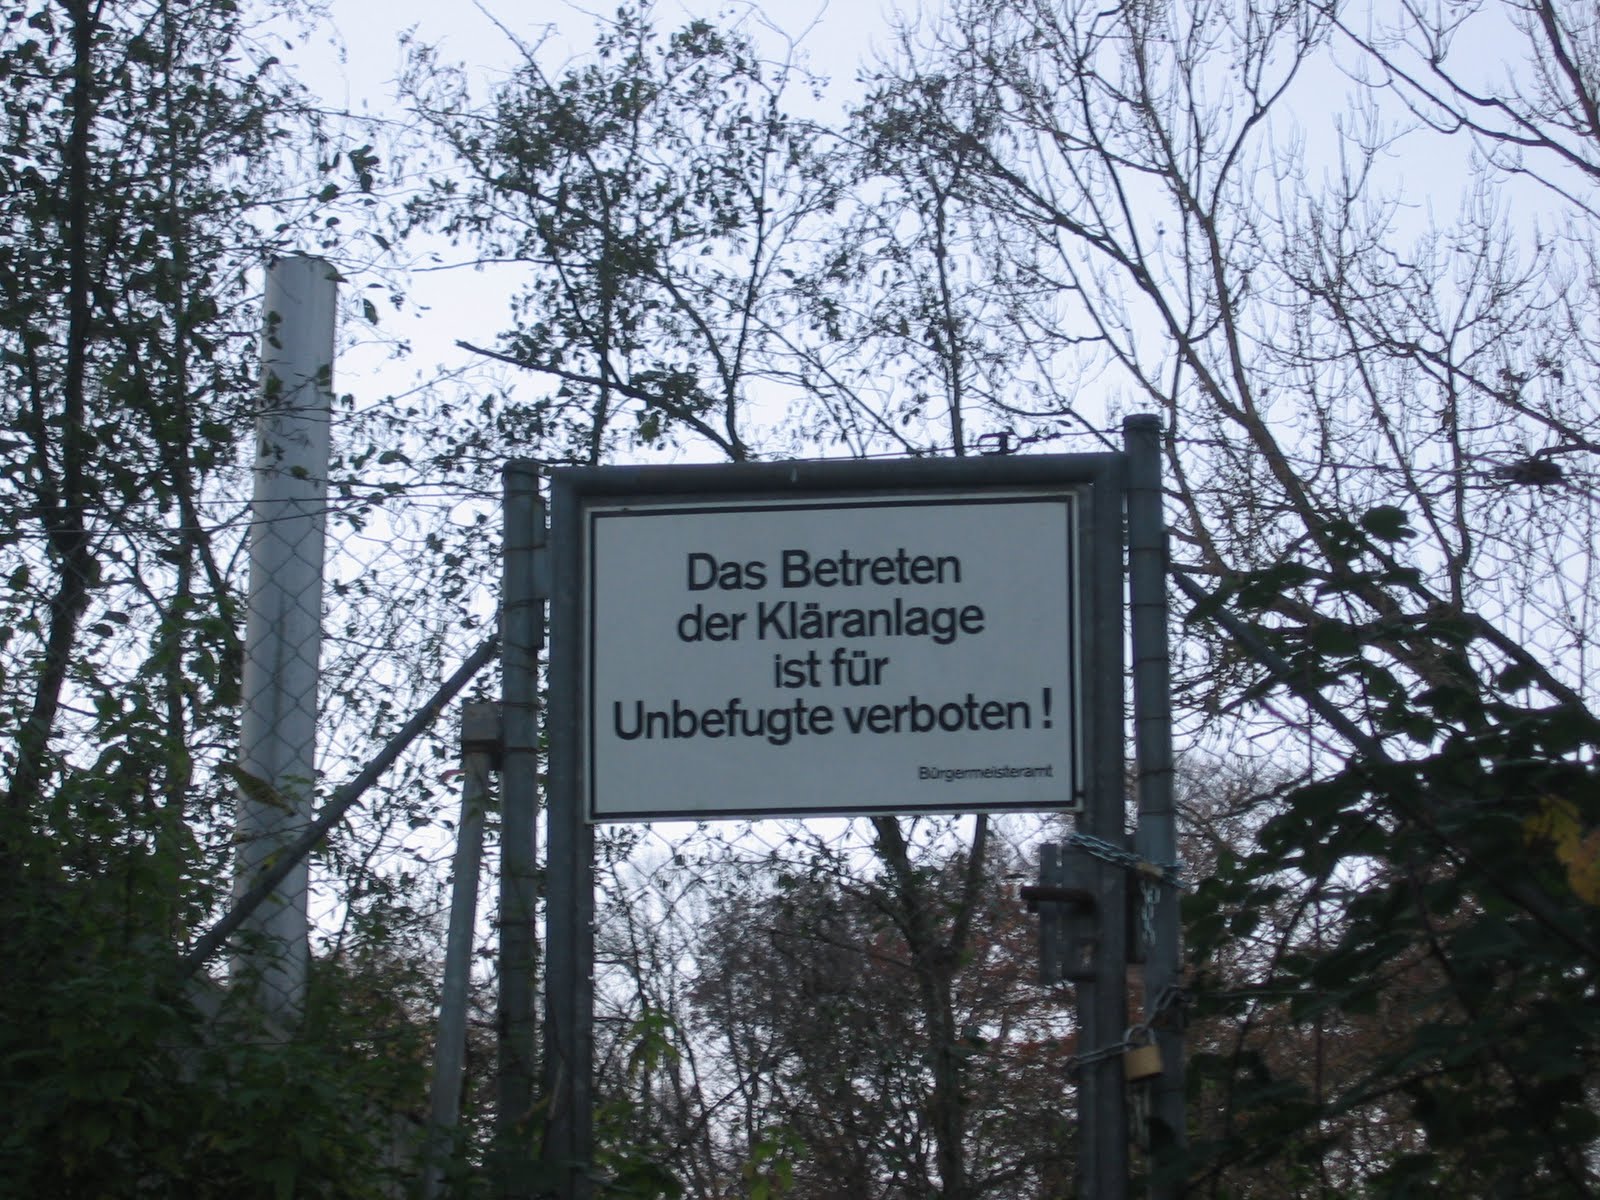 Das Betreten
der Kläranlage
ist für
Unbefugte verboten !
Bürgermeisteramt